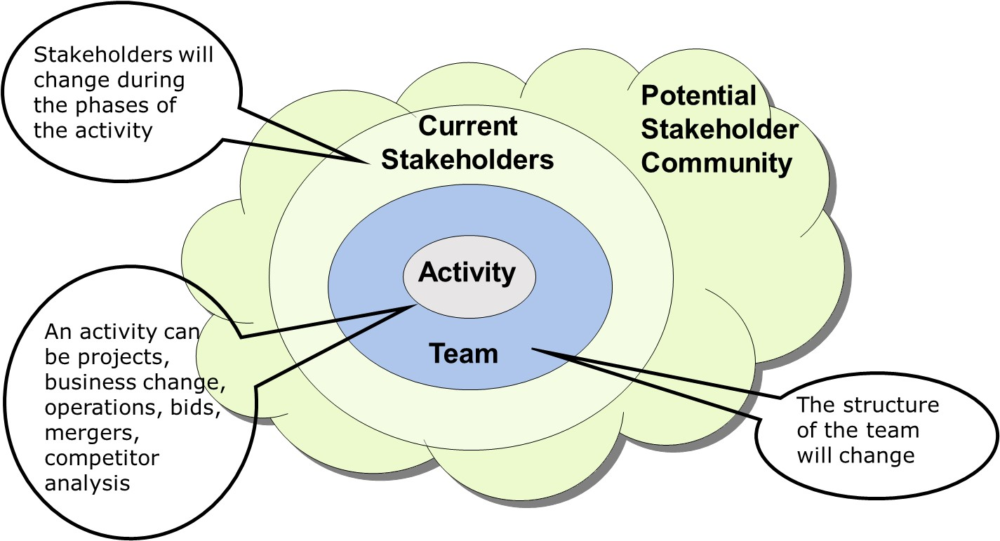 Stakeholders will
change during
the phases of
the activity
Potential
Stakeholder
Community
Current
Stakeholders
Activity
Team
An activity can
be projects,
business change,
operations, bids,
mergers,
competitor
analysis
The structure
of the team
will change